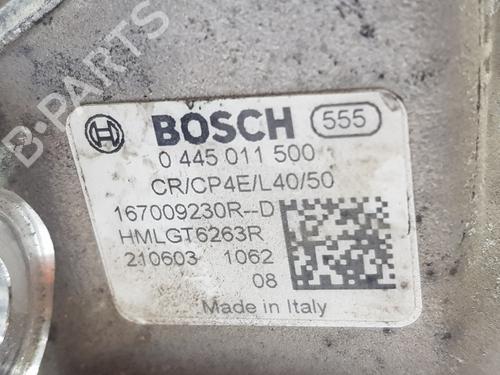 BOSCH 555
0 445 011 500
CR/CP4E/L40/50
167009230R--D
HMLGT6263R
210603 1062
08
Made in Italy
B-PARTS